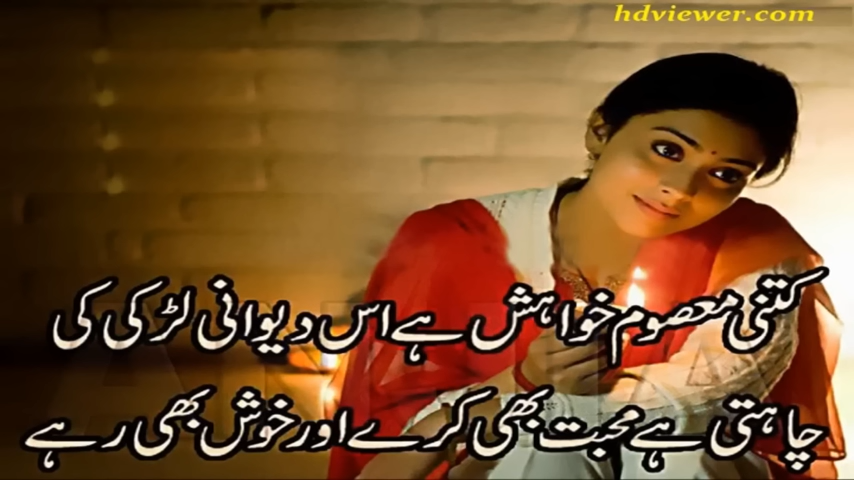 hdviewer.com
کتنی معصوم خواہش ہے اس دیوانی لڑکی کی
چاہتی ہے محبت بھی کرے اور خوش بھی رہے